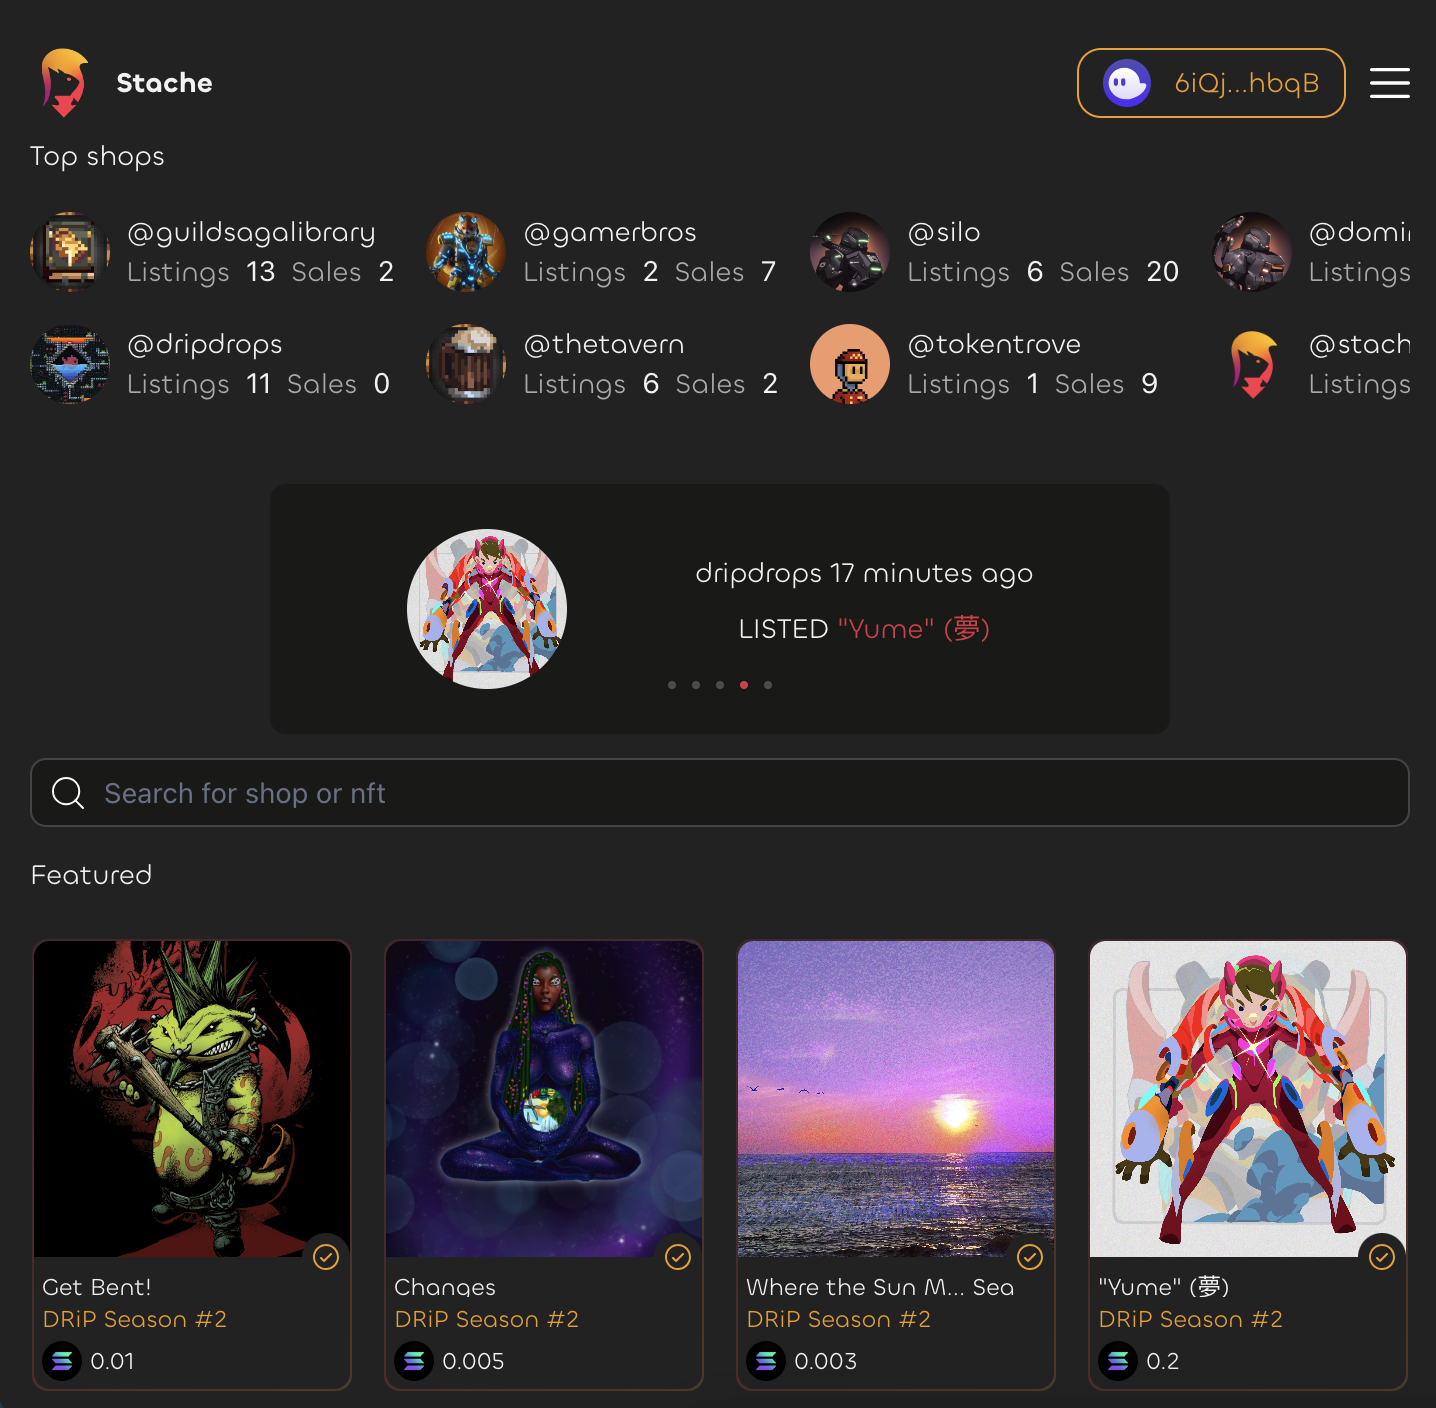 Stache
6iQj...hbqB
Top shops
@guildsagalibrary
Listings 13 Sales 2
@gamerbros
Listings 2 Sales 7
@silo
Listings 6 Sales 20
Listings
@dripdrops
Listings 11 Sales 0
@thetavern
Listings 6 Sales 2
@tokentrove
Listings 1 Sales 9
@stach
Listings
dripdrops 17 minutes ago
LISTED "Yume" (夢)
Search for shop or nft
Featured
Get Bent!
DRiP Season #2
0.01
Changes
DRiP Season #2
0.005
Where the Sun M... Sea
DRiP Season #2
0.003
"Yume" (夢)
DRiP Season #2
0.2